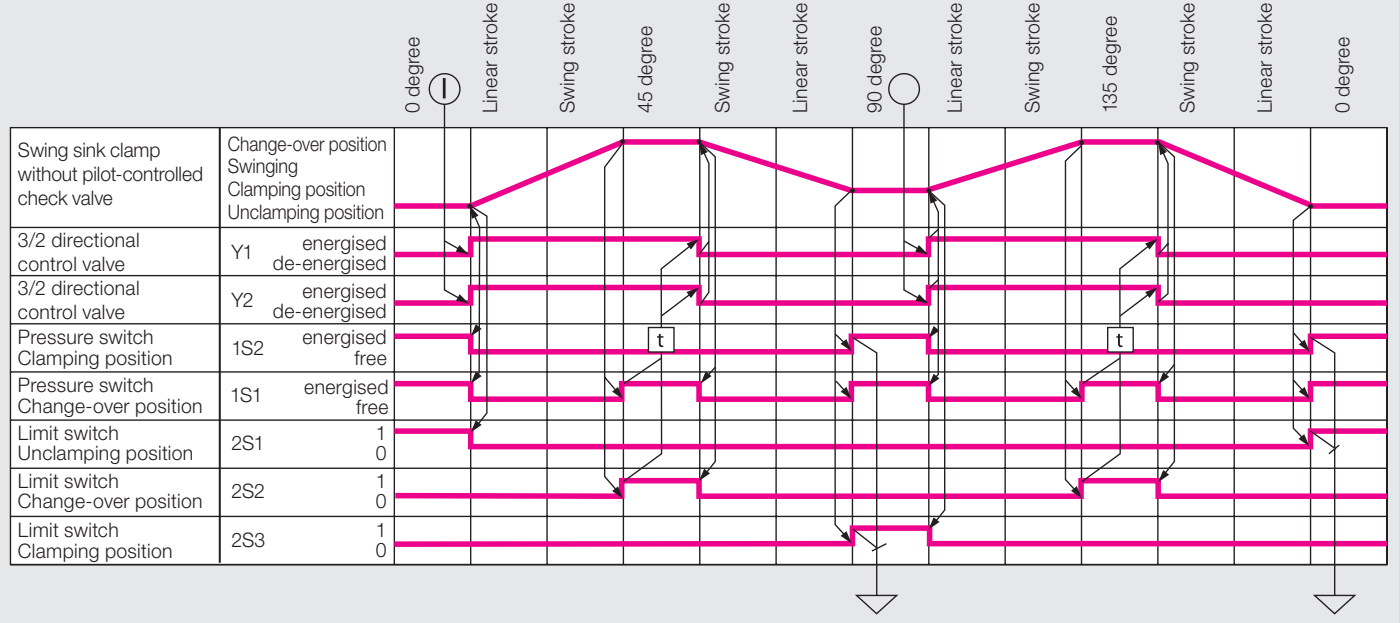 0 degree
Linear stroke
Swing stroke
45 degree
Swing stroke
Linear stroke
90 degree
Linear stroke
Swing stroke
135 degree
Swing stroke
Linear stroke
0 degree
I
Swing sink clamp
without pilot-controlled
check valve
Change-over position
Swinging
Clamping position
Unclamping position
3/2 directional
control valve
Y1
energised
de-energised
3/2 directional
control valve
Y2
energised
de-energised
Pressure switch
Clamping position
1S2
energised
free
t
t
Pressure switch
Change-over position
1S1
energised
free
Limit switch
Unclamping position
2S1
1
0
Limit switch
Change-over position
2S2
1
0
Limit switch
Clamping position
2S3
1
0